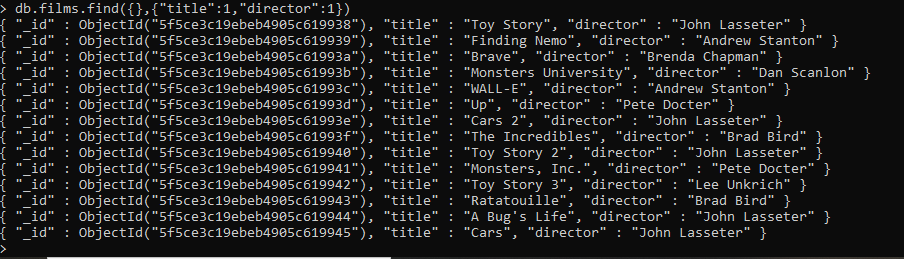 > db.films.find({},{"title":1,"director":1})
{ "_id" : ObjectId("5f5ce3c19ebeb4905c619938"), "title" : "Toy Story", "director" : "John Lasseter" }
{ "_id" : ObjectId("5f5ce3c19ebeb4905c619939"), "title" : "Finding Nemo", "director" : "Andrew Stanton" }
{ "_id" : ObjectId("5f5ce3c19ebeb4905c61993a"), "title" : "Brave", "director" : "Brenda Chapman" }
{ "_id" : ObjectId("5f5ce3c19ebeb4905c61993b"), "title" : "Monsters University", "director" : "Dan Scanlon" }
{ "_id" : ObjectId("5f5ce3c19ebeb4905c61993c"), "title" : "WALL-E", "director" : "Andrew Stanton" }
{ "_id" : ObjectId("5f5ce3c19ebeb4905c61993d"), "title" : "Up", "director" : "Pete Docter" }
{ "_id" : ObjectId("5f5ce3c19ebeb4905c61993e"), "title" : "Cars 2", "director" : "John Lasseter" }
{ "_id" : ObjectId("5f5ce3c19ebeb4905c61993f"), "title" : "The Incredibles", "director" : "Brad Bird" }
{ "_id" : ObjectId("5f5ce3c19ebeb4905c619940"), "title" : "Toy Story 2", "director" : "John Lasseter" }
{ "_id" : ObjectId("5f5ce3c19ebeb4905c619941"), "title" : "Monsters, Inc.", "director" : "Pete Docter" }
{ "_id" : ObjectId("5f5ce3c19ebeb4905c619942"), "title" : "Toy Story 3", "director" : "Lee Unkrich" }
{ "_id" : ObjectId("5f5ce3c19ebeb4905c619943"), "title" : "Ratatouille", "director" : "Brad Bird" }
{ "_id" : ObjectId("5f5ce3c19ebeb4905c619944"), "title" : "A Bug's Life", "director" : "John Lasseter" }
{ "_id" : ObjectId("5f5ce3c19ebeb4905c619945"), "title" : "Cars", "director" : "John Lasseter" }
>